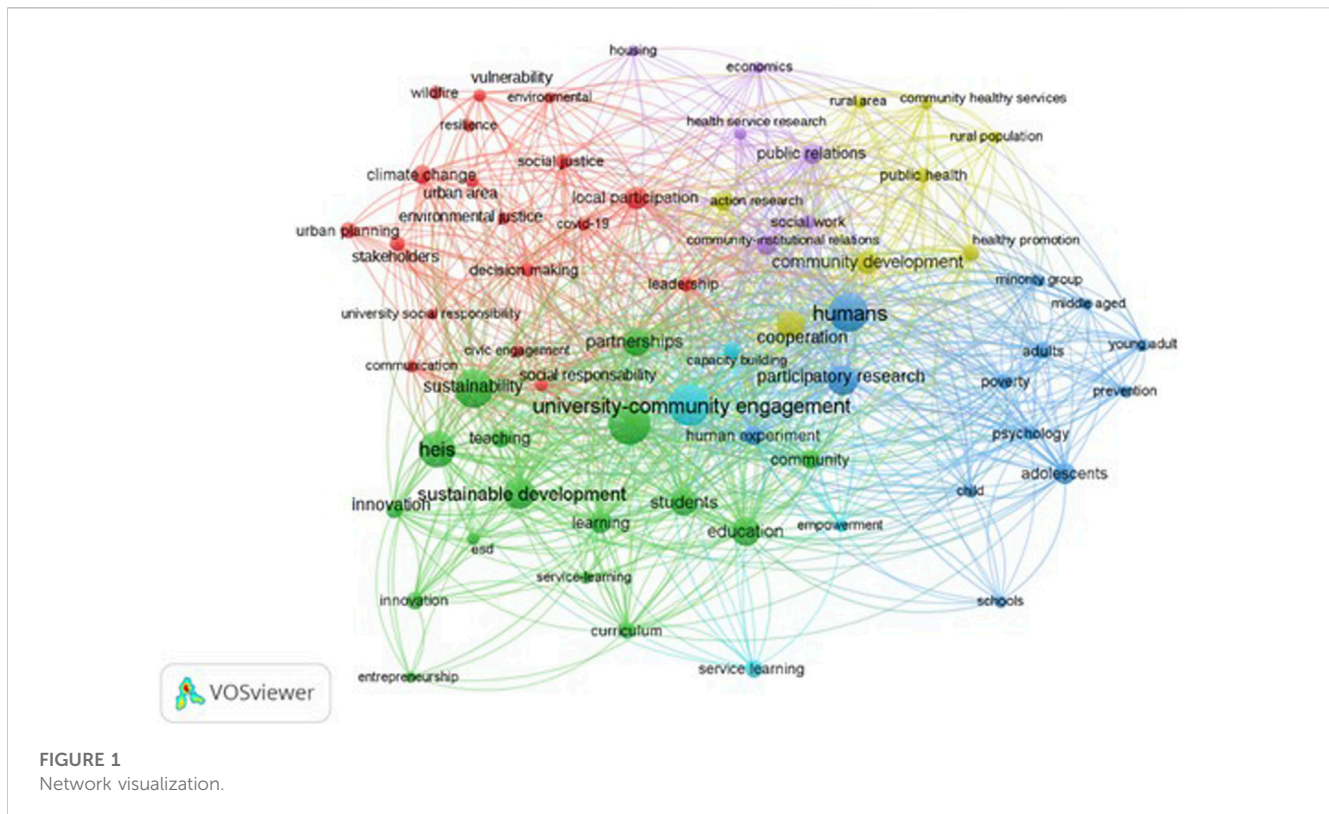 housing
economics
vulnerability
wildfire
environmental
rural area
community healthy services
resilience
health service research
rural population
public relations
social justice
climate change
public health
urban area
local participation
action research
environmental justice
covid-19
social work
urban planning
community-institutional relations
healthy promotion
stakeholders
community development
decision making
minority group
leadership
middle aged
university social responsibility
humans
partnerships
cooperation
young adult
civic engagement
adults
capacity building
communication
social responsability
participatory research
sustainability
poverty
prevention
university-community engagement
teaching
human experiment
psychology
heis
community
adolescents
sustainable development
child
innovation
students
learning
empowerment
education
esd
service-learning
innovation
schools
curriculum
service learning
entrepreneurship
VOSviewer
FIGURE 1
Network visualization.